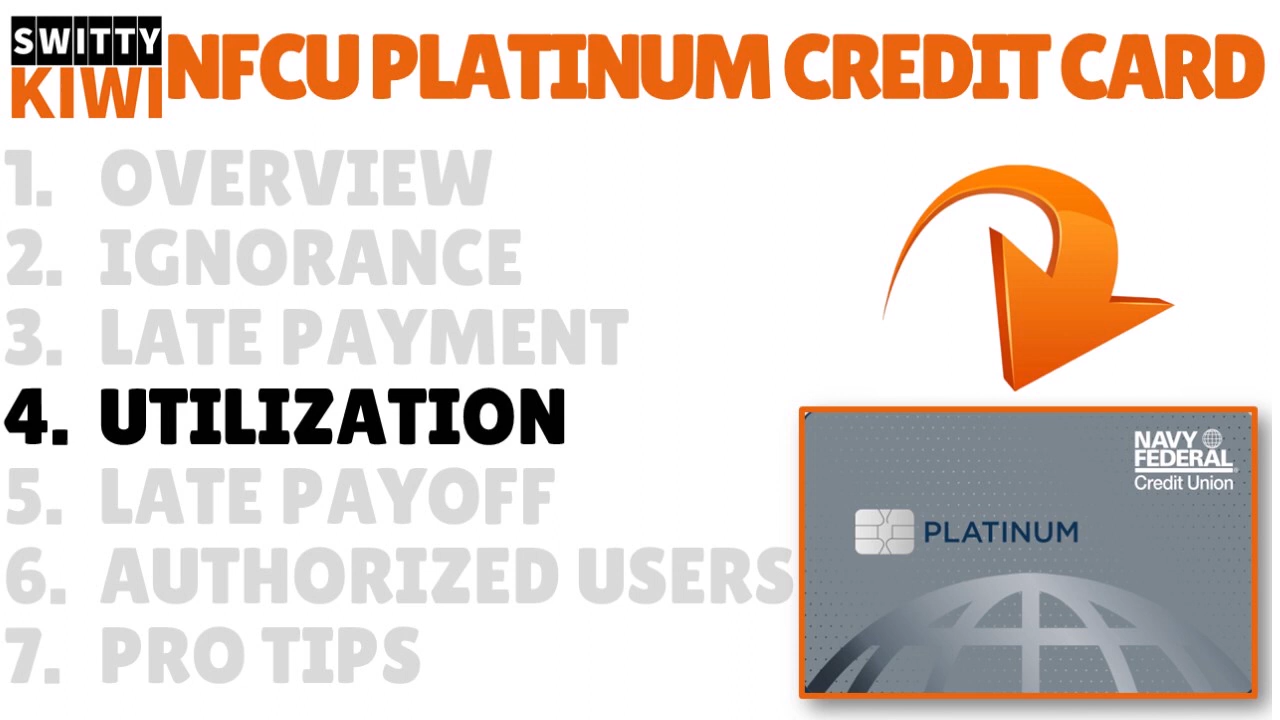 SWITTY
KIWI
NFCU PLATINUM CREDIT CARD
1. OVERVIEW
2. IGNORANCE
3. LATE PAYMENT
4. UTILIZATION
5. LATE PAYOFF
6. AUTHORIZED USERS
7. PRO TIPS
NAVY
FEDERAL
Credit Union
PLATINUM